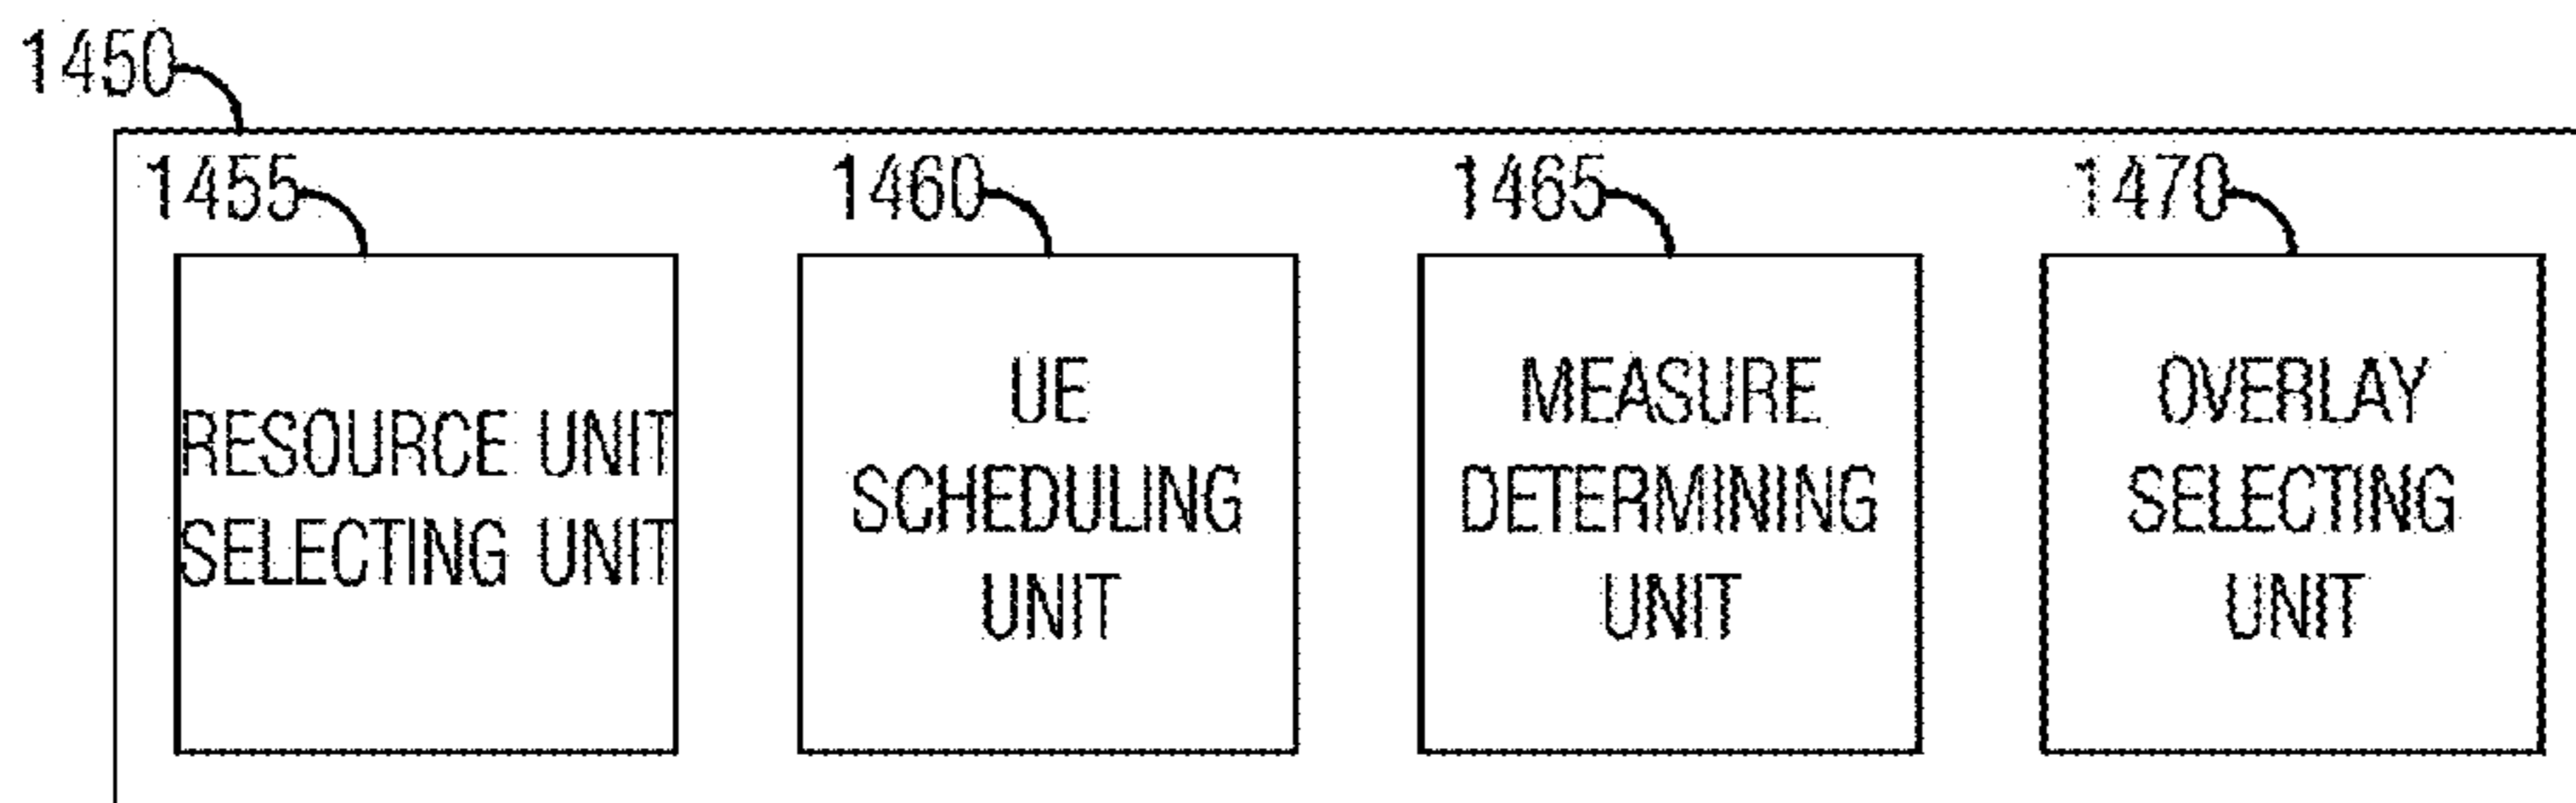 1450
1455 1460 1465 1470
RESOURCE UNIT
SELECTING UNIT
UE
SCHEDULING
UNIT
MEASURE
DETERMINING
UNIT
OVERLAY
SELECTING
UNIT